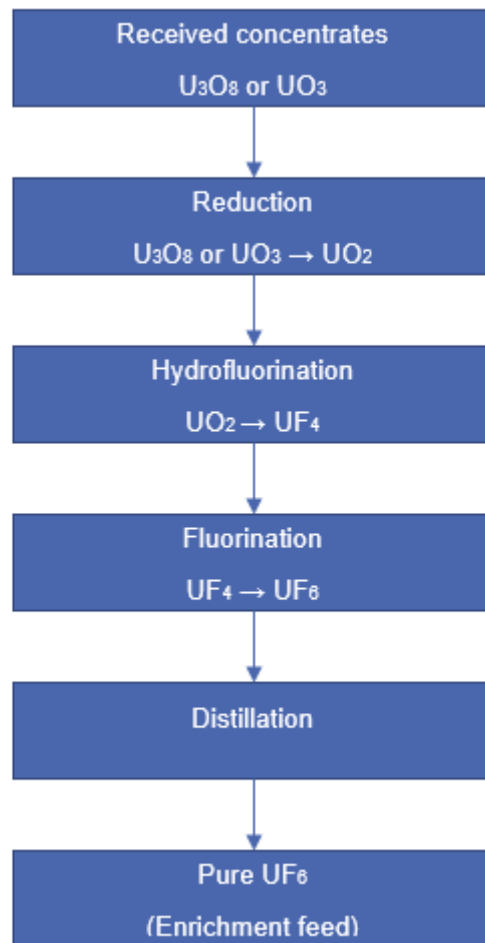 Received concentrates
U₃O₈ or UO₃
Reduction
U₃O₈ or UO₃ → UO₂
Hydrofluorination
UO₂ → UF₄
Fluorination
UF₄ → UF₆
Distillation
Pure UF₆
(Enrichment feed)